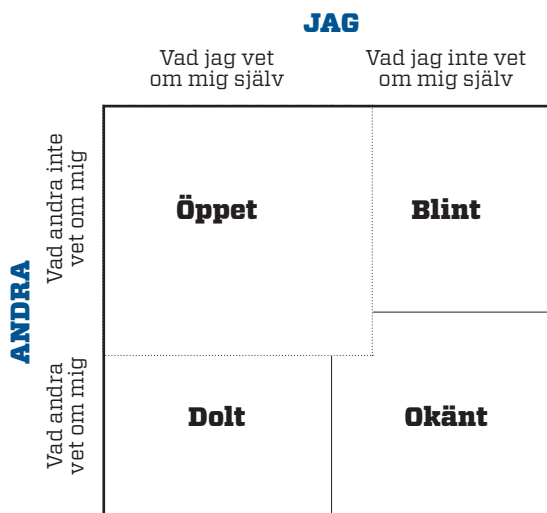 JAG
Vad jag vet
om mig själv
Vad jag inte vet
om mig själv
ANDRA
Vad andra inte
vet om mig
Öppet
Blint
Vad andra
vet om mig
Dolt
Okänt